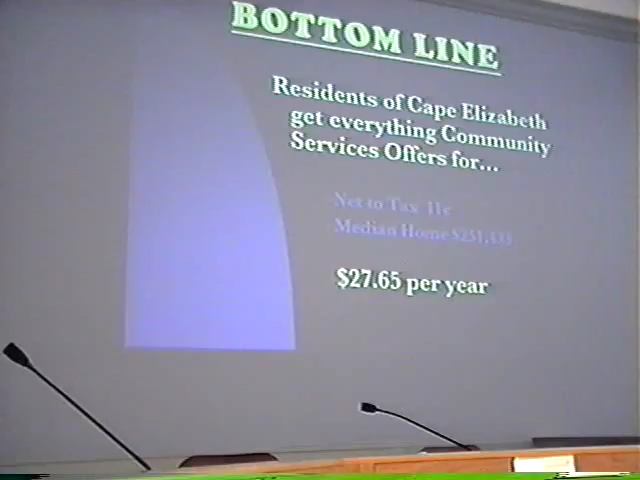 BOTTOM LINE
Residents of Cape Elizabeth
get everything Community
Services Offers for...
Net to Tax 11c
Median Home
$27.65 per year